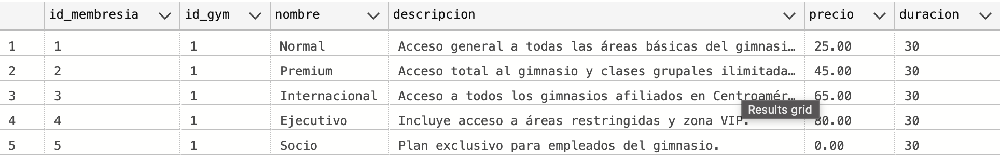 id_membresia id_gym nombre descripcion precio duracion
1 1 1 Normal Acceso general a todas las áreas básicas del gimnasi… 25.00 30
2 2 1 Premium Acceso total al gimnasio y clases grupales ilimitada… 45.00 30
3 3 1 Internacional Acceso a todos los gimnasios afiliados en Centroamér… 65.00 30
Results grid
4 4 1 Ejecutivo Incluye acceso a áreas restringidas y zona VIP. 80.00 30
5 5 1 Socio Plan exclusivo para empleados del gimnasio. 0.00 30